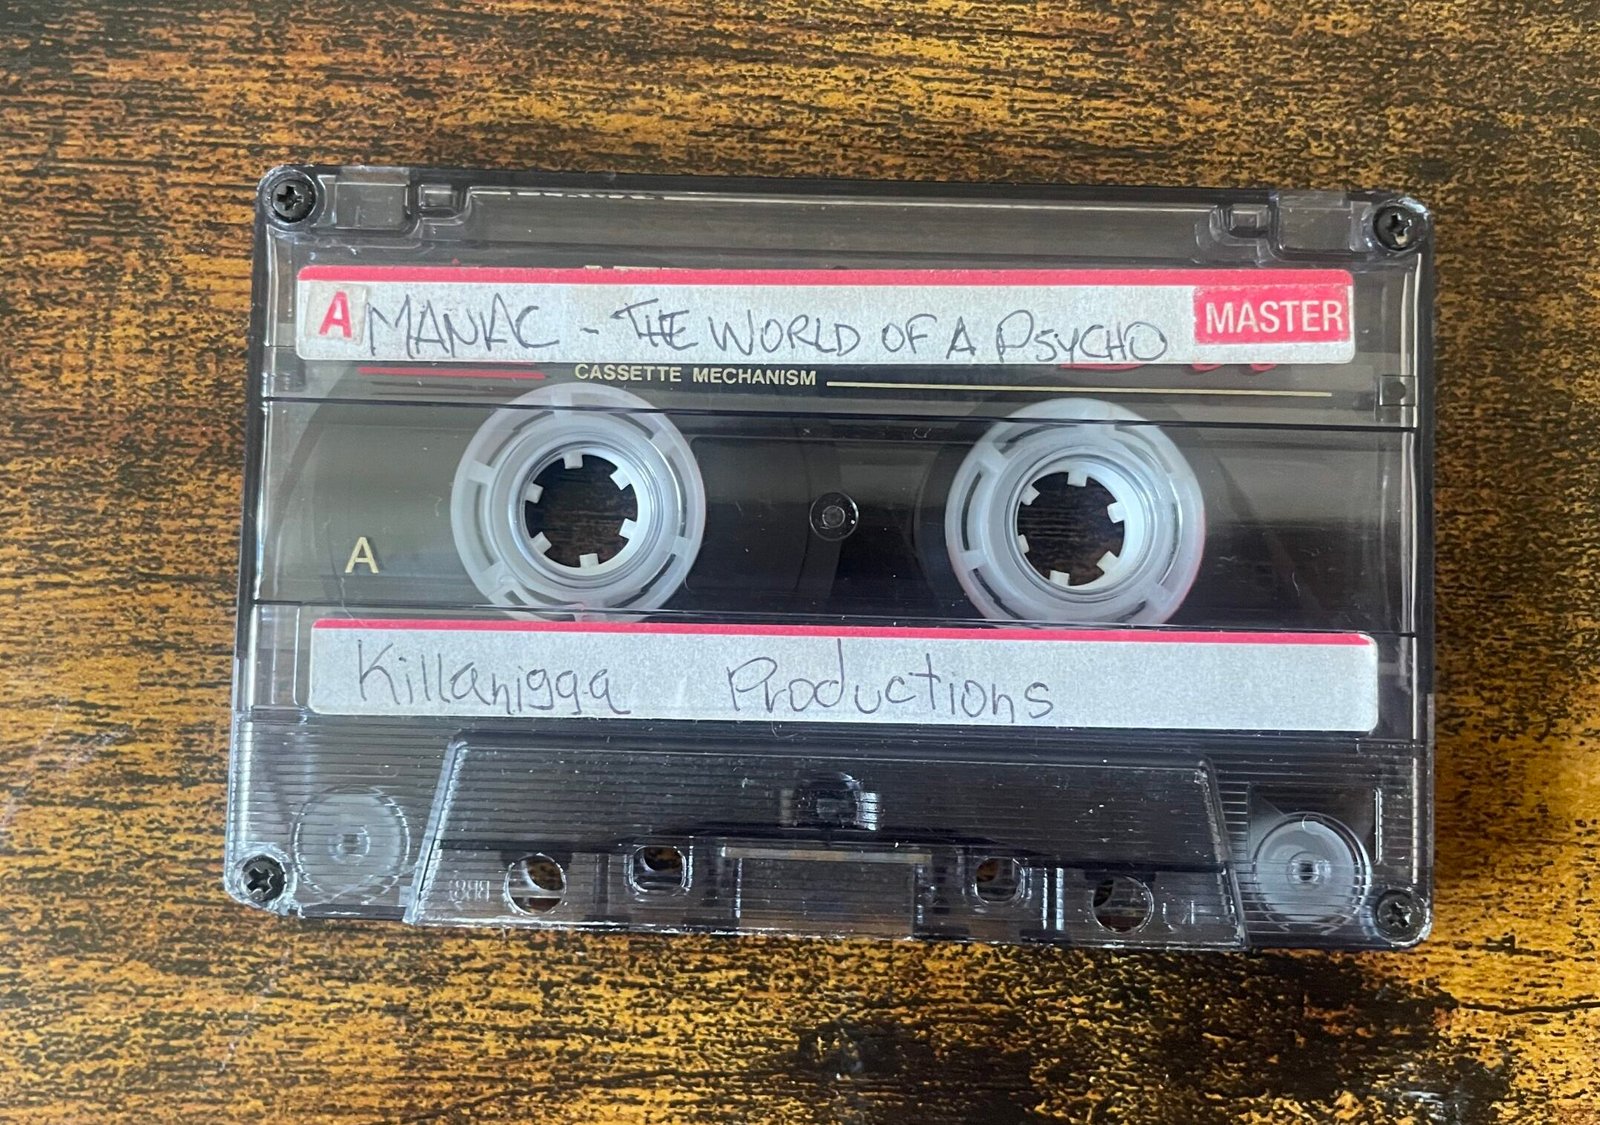 A MANIAC - THE WORLD OF A PSYCHO MASTER
CASSETTE MECHANISM
A
Killanigga Productions